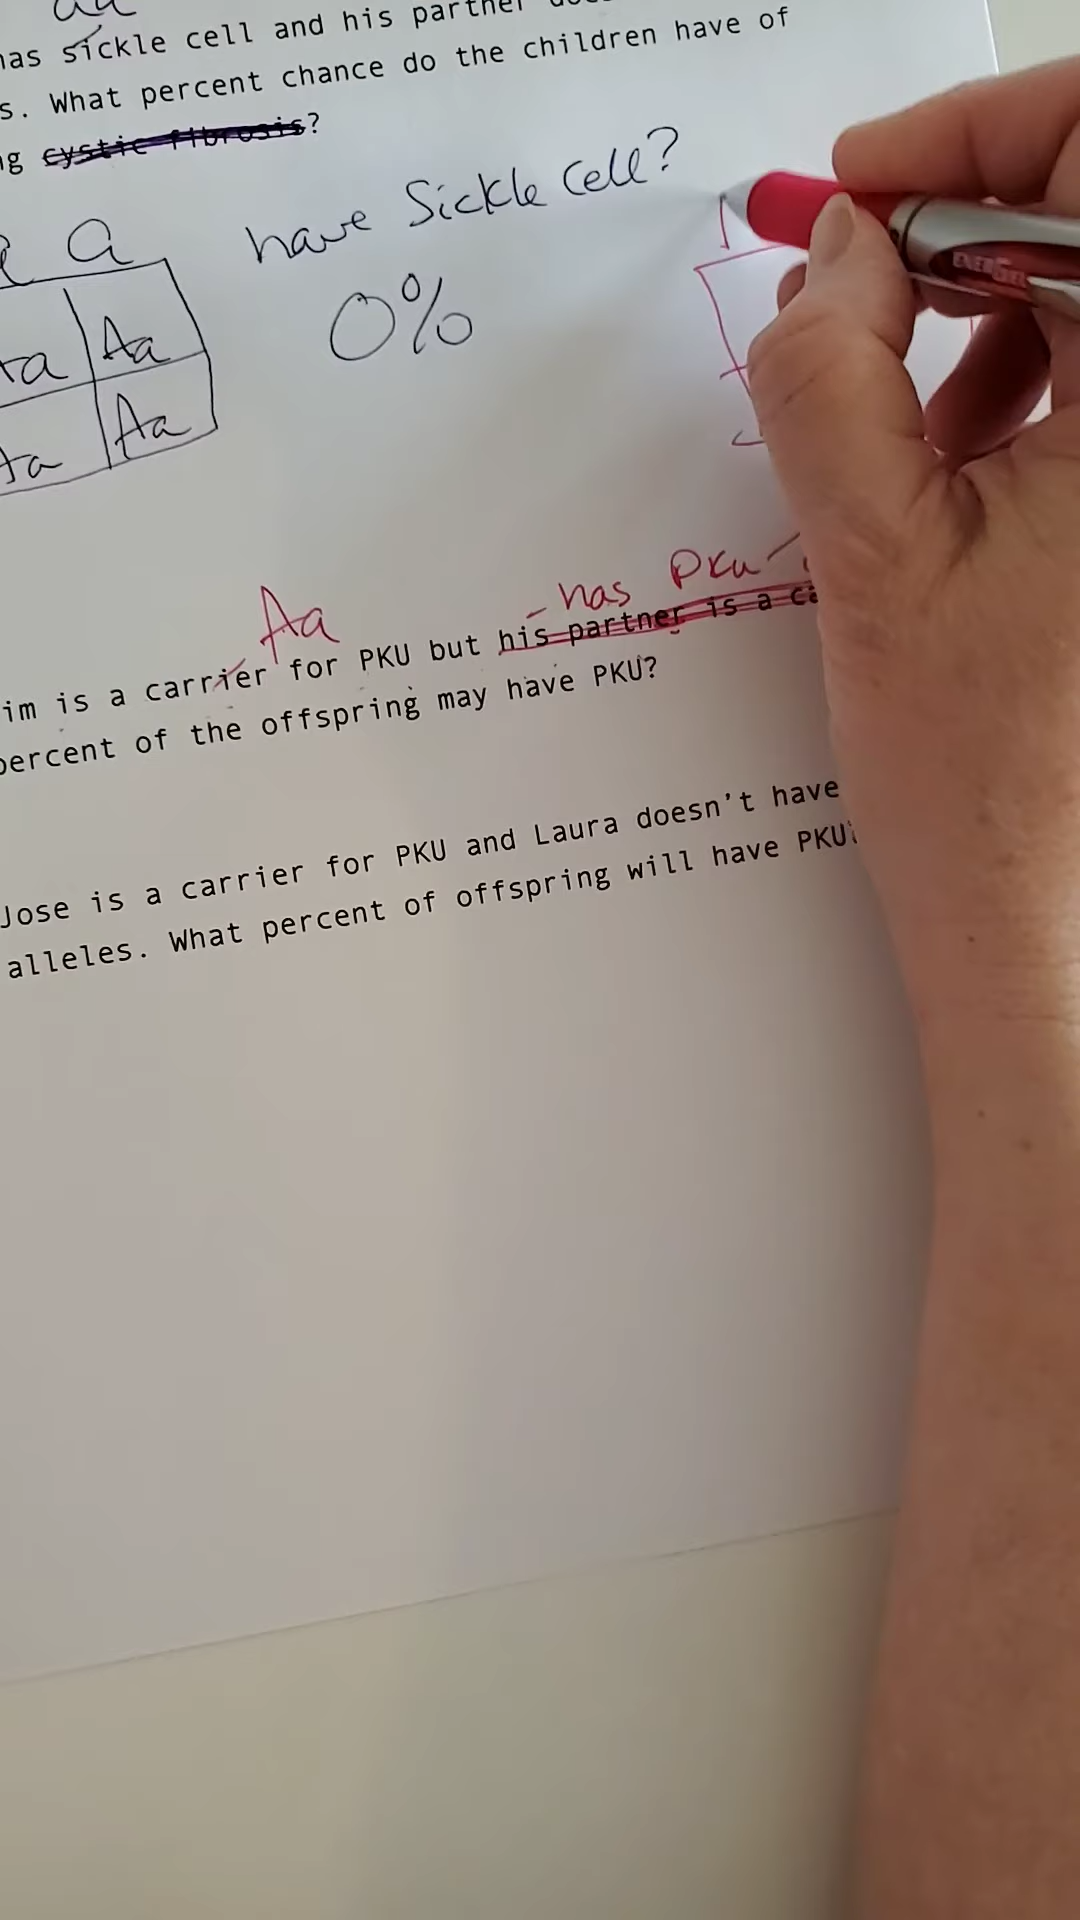 aa
has sickle cell and his partner
s. What percent chance do the children have of
ng cystic fibrosis?
have Sickle Cell?
a a
Aa Aa
Aa Aa
0%
Aa has PKU
im is a carrier for PKU but his partner is a ca
percent of the offspring may have PKU?
Jose is a carrier for PKU and Laura doesn't have
alleles. What percent of offspring will have PKU?